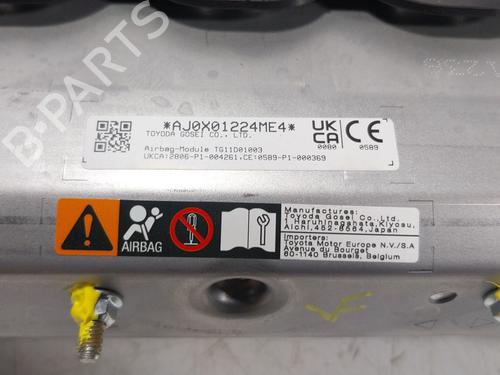 *AJ0X01224ME4*
TOYODA GOSEI CO., LTD.
Airbag-Module TG11D01003
UKCA:2806-P1-004261,CE:0589-P1-000369
UK
CA
0080
CE
0589
AIRBAG
Manufactures:
Toyoda Gosei Co.,Ltd.
1 Haruhinagahata,Kiyosu,
Aichi,452-8564,Japan
Importers:
Toyota Motor Europe N.V./S.A
Avenue du Bourget
60-1140 Brussels, Belgium